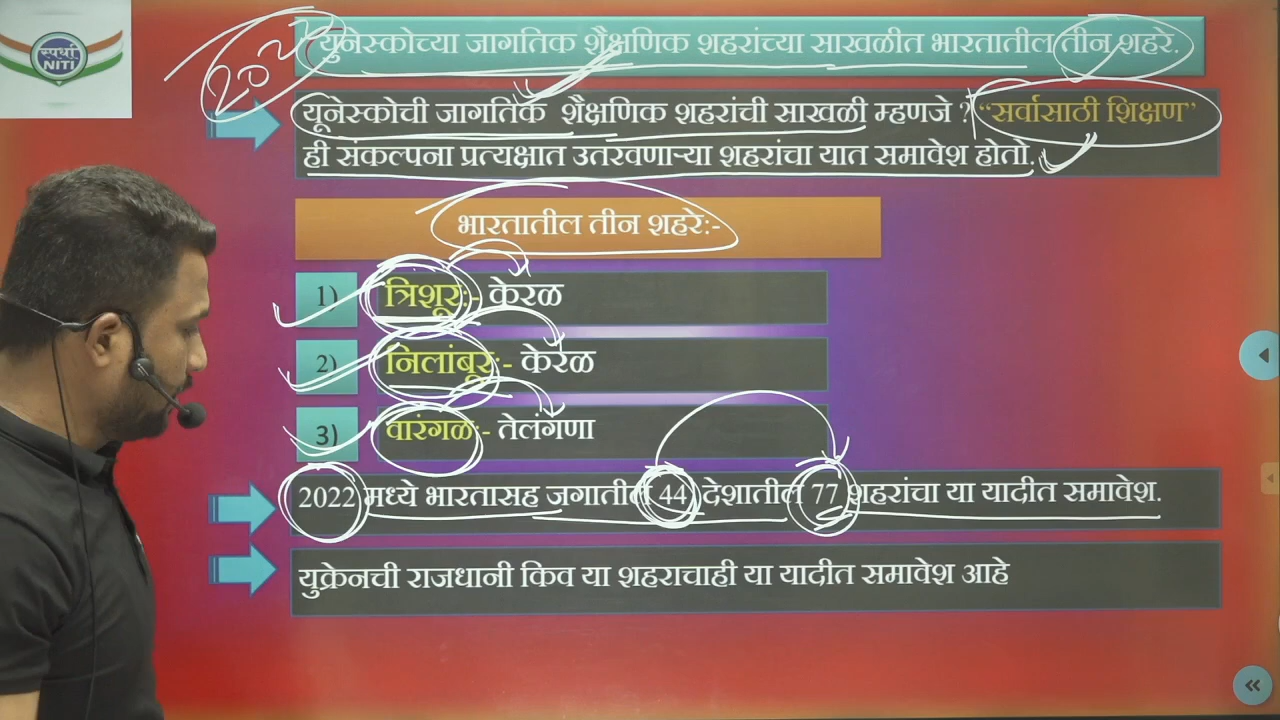 स्पर्धा
NITI
युनेस्कोच्या जागतिक शैक्षणिक शहरांच्या साखळीत भारतातील तीन शहरे.
यूनेस्कोची जागतिक शैक्षणिक शहरांची साखळी म्हणजे ? “सर्वासाठी शिक्षण”
ही संकल्पना प्रत्यक्षात उतरवणाऱ्या शहरांचा यात समावेश होतो.
भारतातील तीन शहरे:-
1) त्रिशूर:- केरळ
2) निलांबूर:- केरळ
3) वारंगळ:- तेलंगणा
2022 मध्ये भारतासह जगातील 44 देशातील 77 शहरांचा या यादीत समावेश.
युक्रेनची राजधानी किव या शहराचाही या यादीत समावेश आहे